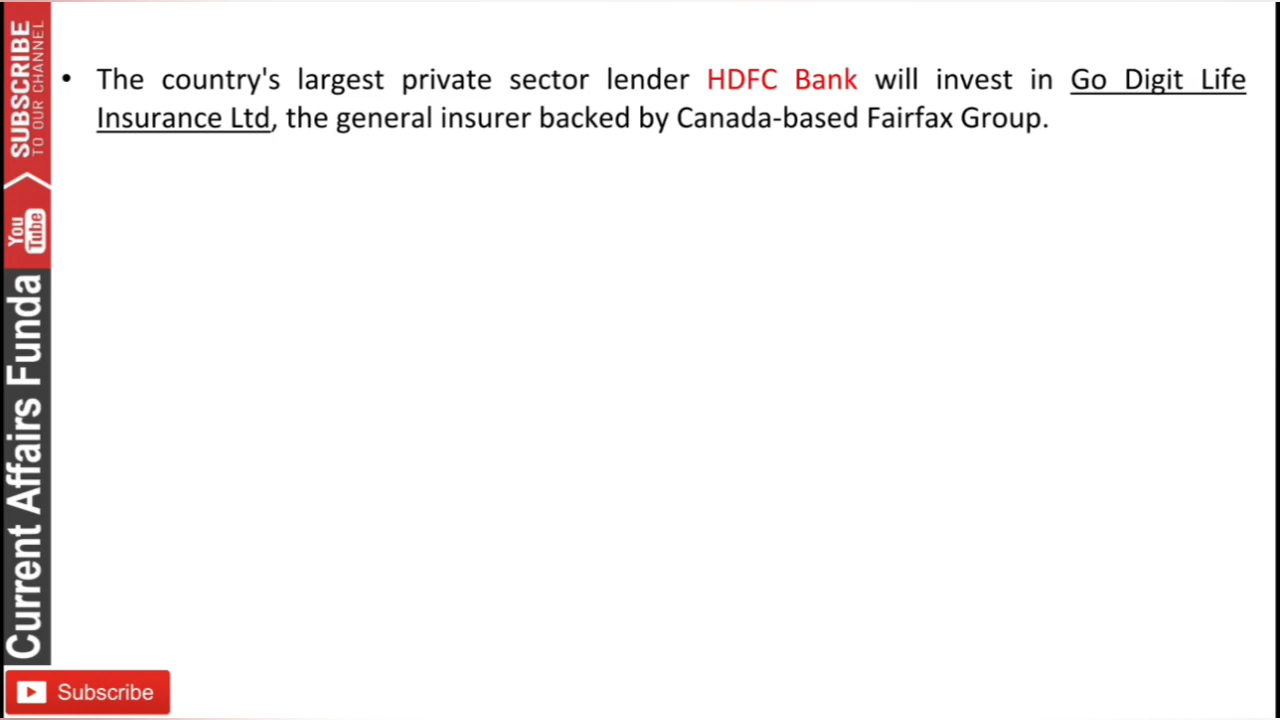 • The country's largest private sector lender HDFC Bank will invest in Go Digit Life
Insurance Ltd, the general insurer backed by Canada-based Fairfax Group.
SUBSCRIBE
TO OUR CHANNEL
You
Tube
Current Affairs Funda
Subscribe